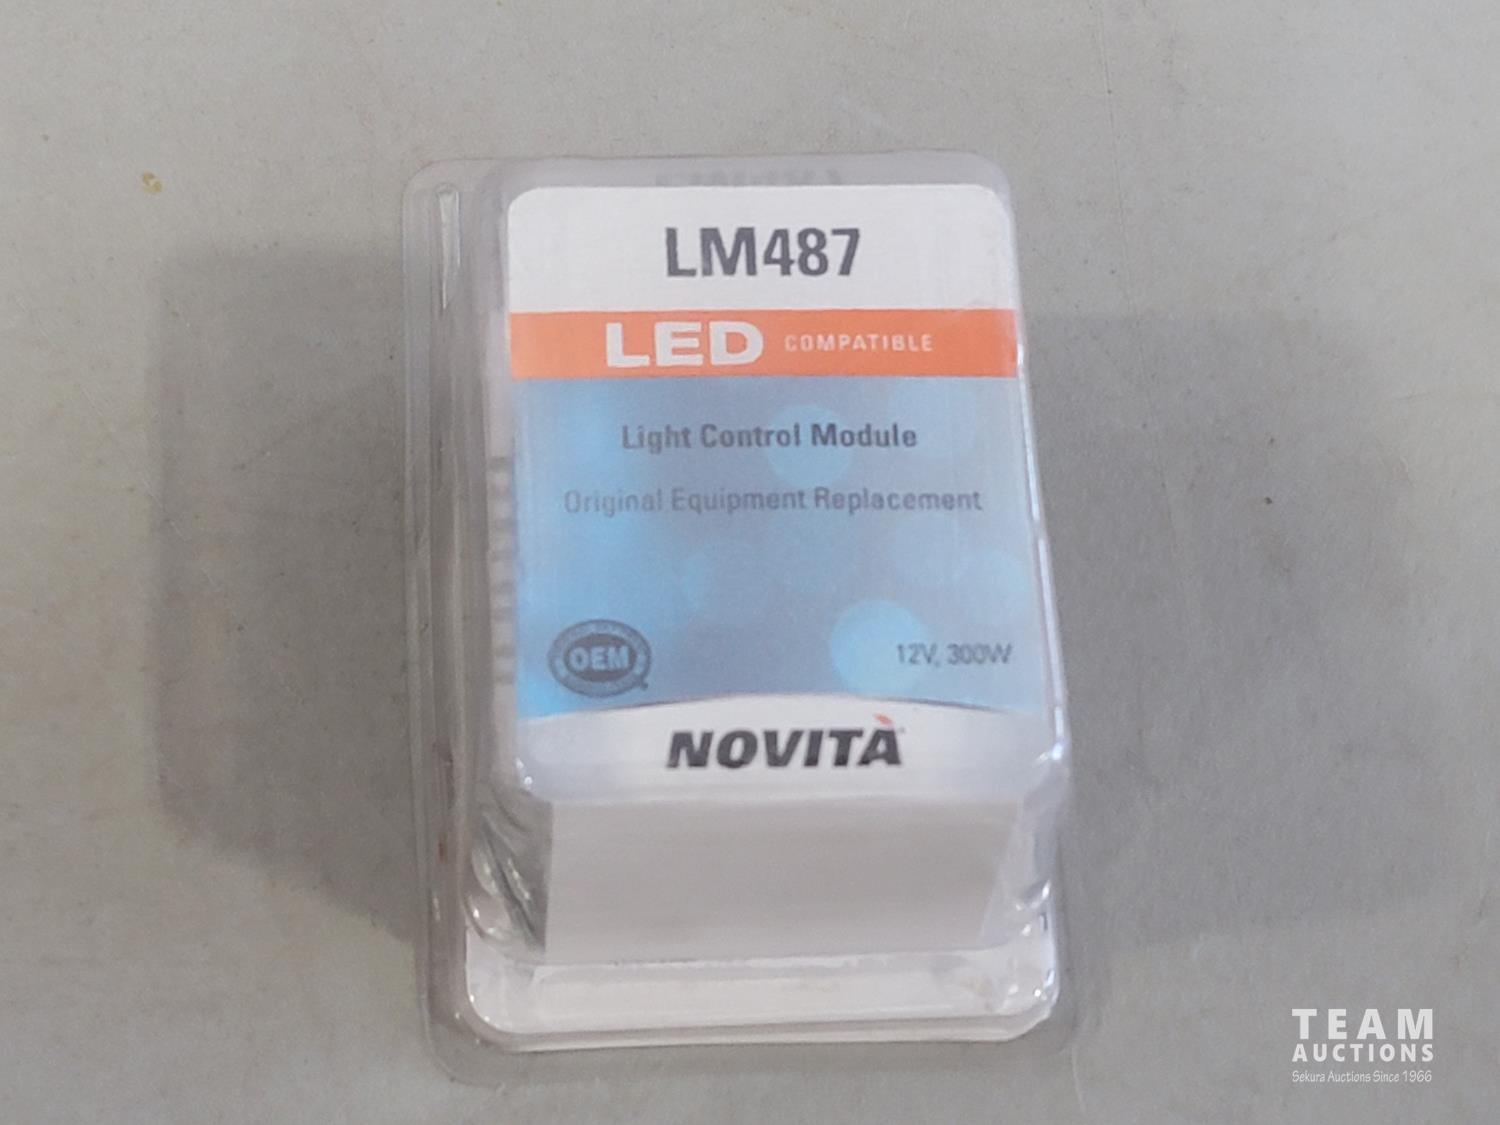 LM487
LED COMPATIBLE
Light Control Module
Original Equipment Replacement
OEM
12V, 300W
NOVITÀ
TEAM
AUCTIONS
Sekura Auctions Since 1966